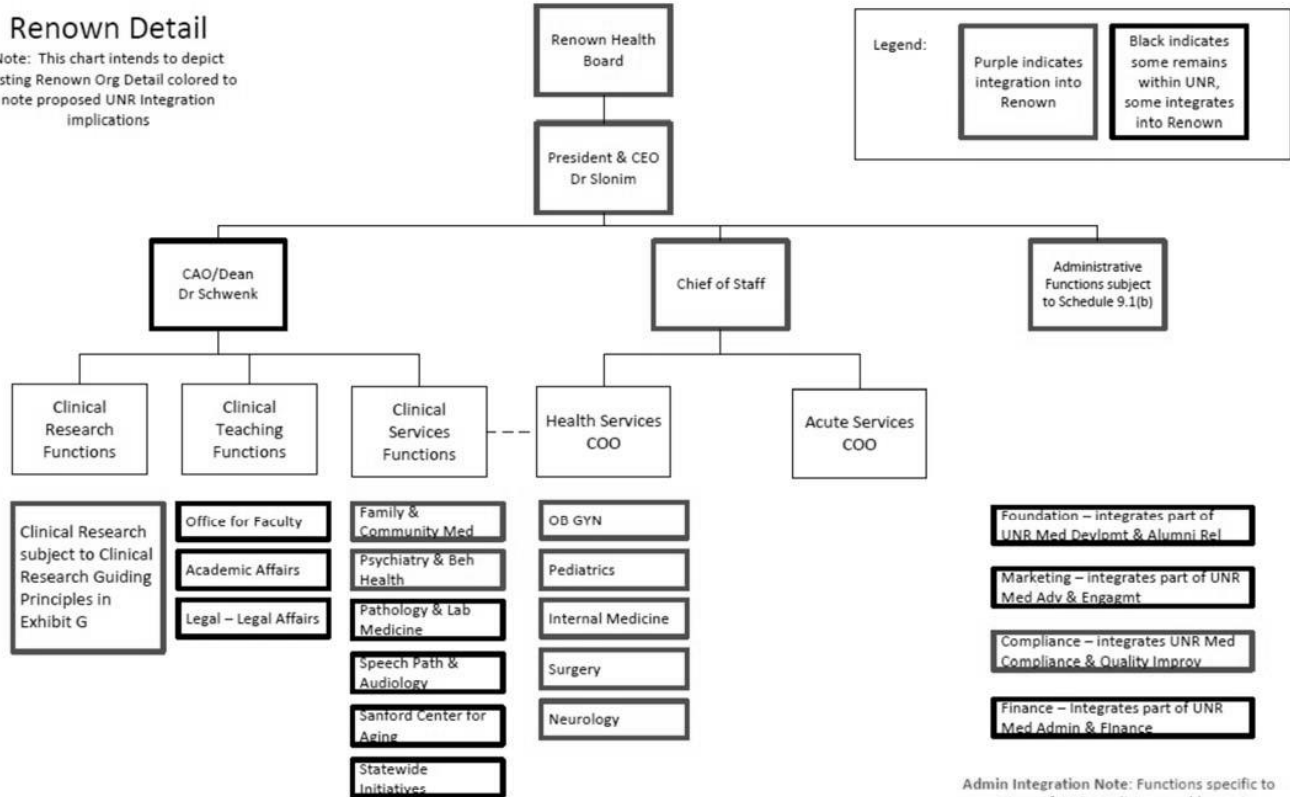 Renown Detail
Note: This chart intends to depict
sting Renown Org Detail colored to
note proposed UNR Integration
implications
Renown Health
Board
Legend:
Purple indicates
integration into
Renown
Black indicates
some remains
within UNR,
some integrates
into Renown
President & CEO
Dr Slonim
CAO/Dean
Dr Schwenk
Chief of Staff
Administrative
Functions subject
to Schedule 9.1(b)
Clinical
Research
Functions
Clinical
Teaching
Functions
Clinical
Services
Functions
Health Services
COO
Acute Services
COO
Clinical Research
subject to Clinical
Research Guiding
Principles in
Exhibit G
Office for Faculty
Academic Affairs
Legal – Legal Affairs
Family &
Community Med
Psychiatry & Beh
Health
Pathology & Lab
Medicine
Speech Path &
Audiology
Sanford Center for
Aging
Statewide
Initiatives
OB GYN
Pediatrics
Internal Medicine
Surgery
Neurology
Foundation – integrates part of
UNR Med Devlpmt & Alumni Rel
Marketing – integrates part of UNR
Med Adv & Engagmt
Compliance – integrates UNR Med
Compliance & Quality Improv
Finance – Integrates part of UNR
Med Admin & FInance
Admin Integration Note: Functions specific to